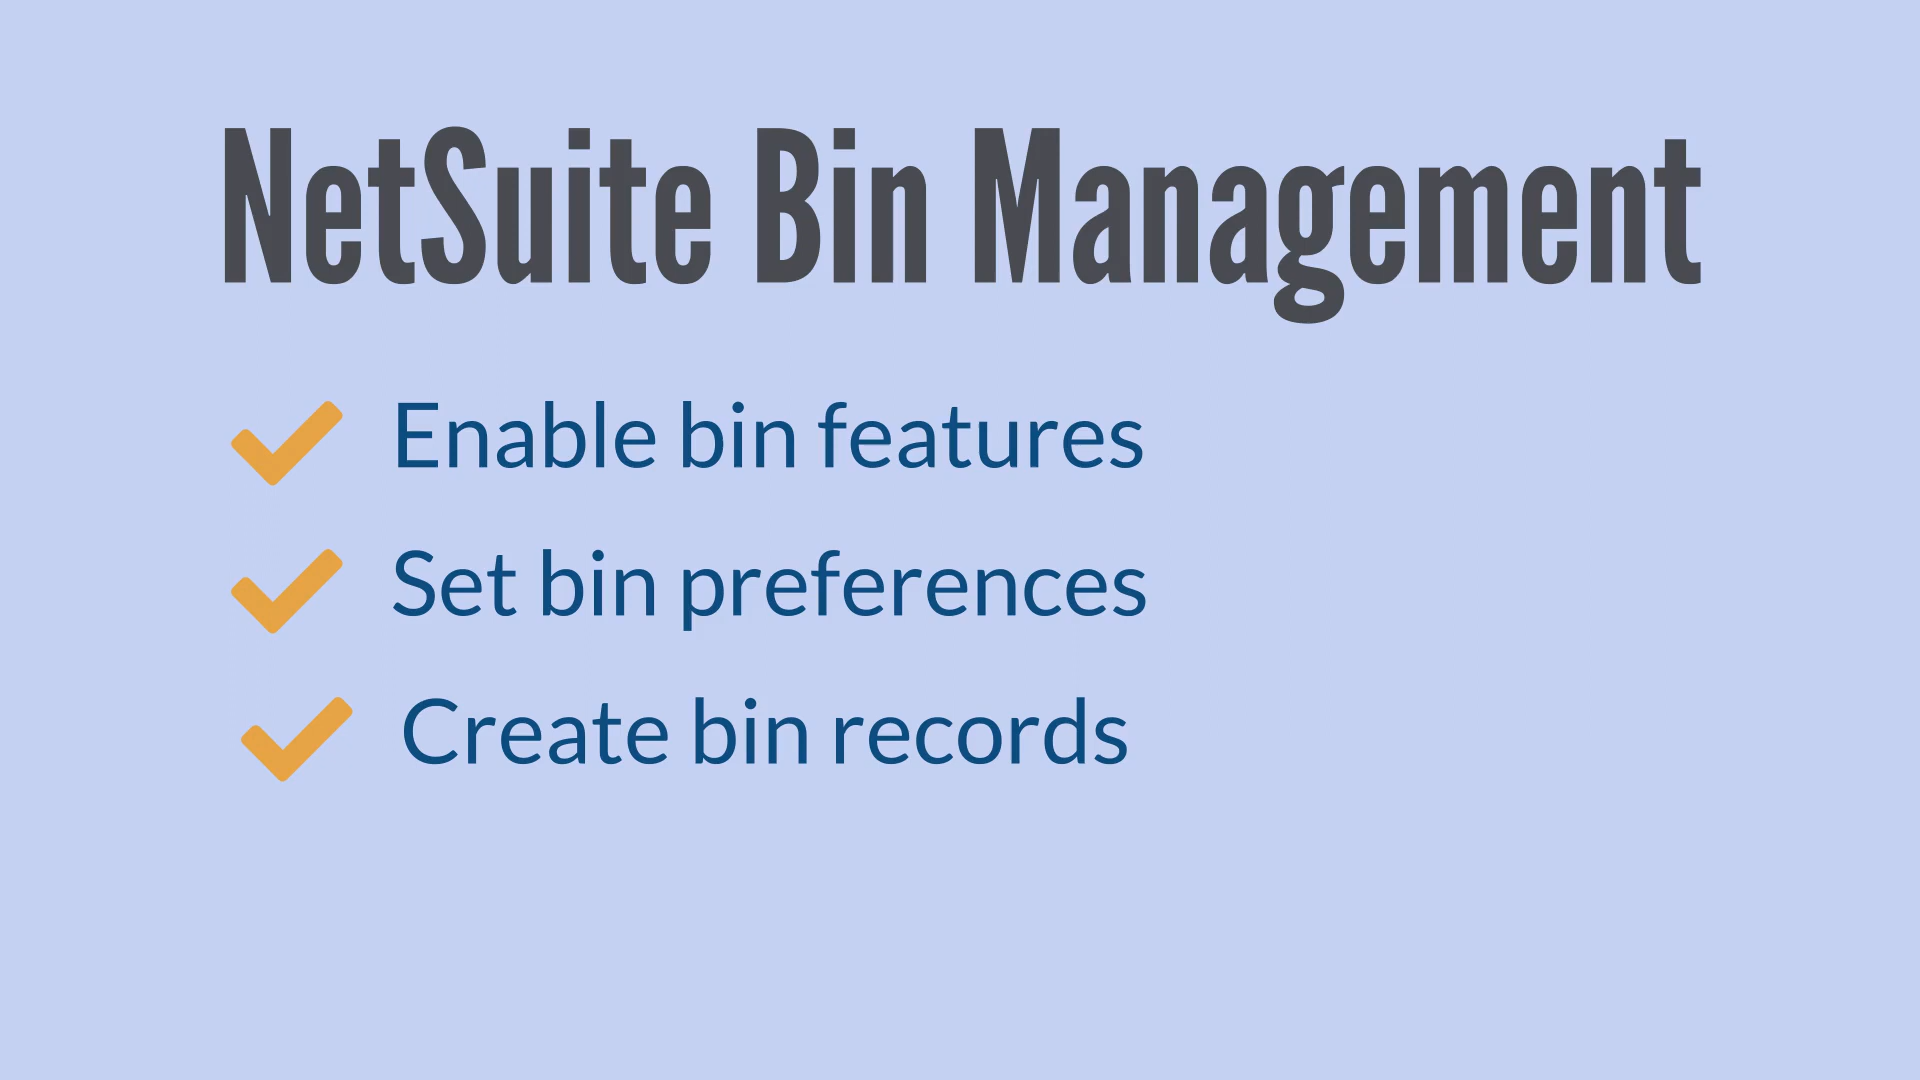 NetSuite Bin Management
Enable bin features
Set bin preferences
Create bin records